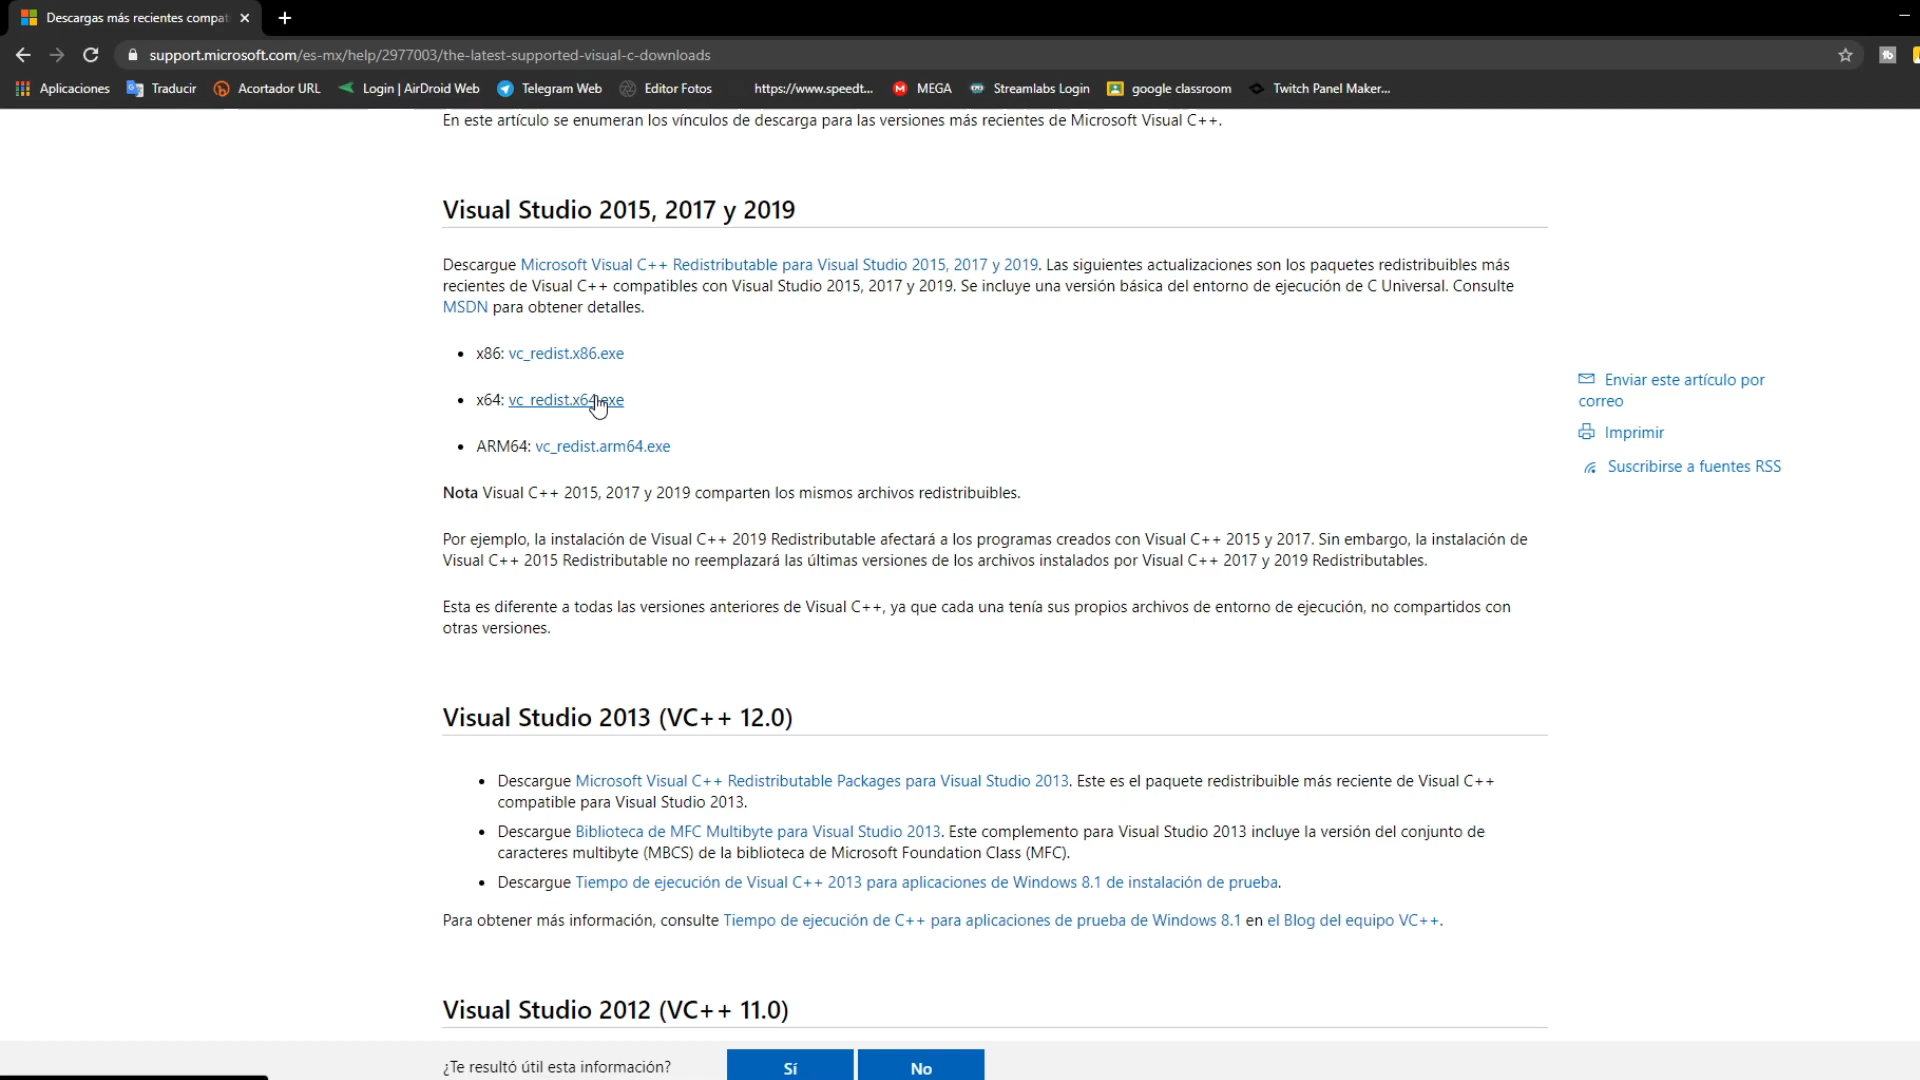 Descargas más recientes compat
support.microsoft.com/es-mx/help/2977003/the-latest-supported-visual-c-downloads
Aplicaciones Traducir Acortador URL Login | AirDroid Web Telegram Web Editor Fotos https://www.speedt... MEGA Streamlabs Login google classroom Twitch Panel Maker...
En este artículo se enumeran los vínculos de descarga para las versiones más recientes de Microsoft Visual C++.
Visual Studio 2015, 2017 y 2019
Descargue Microsoft Visual C++ Redistributable para Visual Studio 2015, 2017 y 2019. Las siguientes actualizaciones son los paquetes redistribuibles más
recientes de Visual C++ compatibles con Visual Studio 2015, 2017 y 2019. Se incluye una versión básica del entorno de ejecución de C Universal. Consulte
MSDN para obtener detalles.
• x86: vc_redist.x86.exe
• x64: vc_redist.x64.exe
• ARM64: vc_redist.arm64.exe
Enviar este artículo por
correo
Imprimir
Suscribirse a fuentes RSS
Nota Visual C++ 2015, 2017 y 2019 comparten los mismos archivos redistribuibles.
Por ejemplo, la instalación de Visual C++ 2019 Redistributable afectará a los programas creados con Visual C++ 2015 y 2017. Sin embargo, la instalación de
Visual C++ 2015 Redistributable no reemplazará las últimas versiones de los archivos instalados por Visual C++ 2017 y 2019 Redistributables.
Esta es diferente a todas las versiones anteriores de Visual C++, ya que cada una tenía sus propios archivos de entorno de ejecución, no compartidos con
otras versiones.
Visual Studio 2013 (VC++ 12.0)
• Descargue Microsoft Visual C++ Redistributable Packages para Visual Studio 2013. Este es el paquete redistribuible más reciente de Visual C++
compatible para Visual Studio 2013.
• Descargue Biblioteca de MFC Multibyte para Visual Studio 2013. Este complemento para Visual Studio 2013 incluye la versión del conjunto de
caracteres multibyte (MBCS) de la biblioteca de Microsoft Foundation Class (MFC).
• Descargue Tiempo de ejecución de Visual C++ 2013 para aplicaciones de Windows 8.1 de instalación de prueba.
Para obtener más información, consulte Tiempo de ejecución de C++ para aplicaciones de prueba de Windows 8.1 en el Blog del equipo VC++.
Visual Studio 2012 (VC++ 11.0)
¿Te resultó útil esta información? Sí No